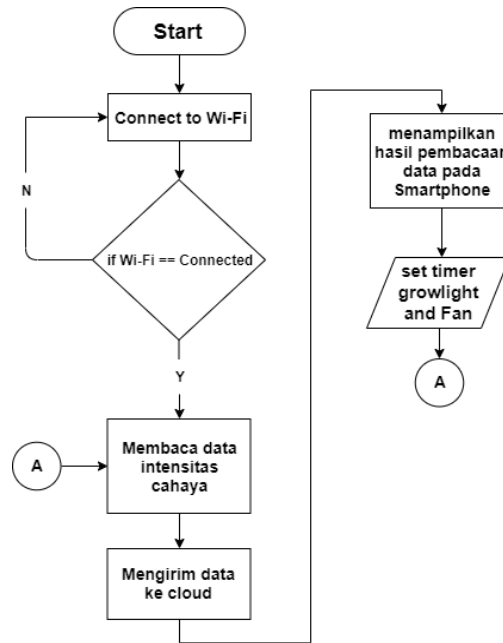 Start
Connect to Wi-Fi
N
if Wi-Fi == Connected
Y
A
Membaca data
intensitas
cahaya
Mengirim data
ke cloud
menampilkan
hasil pembacaan
data pada
Smartphone
set timer
growlight
and Fan
A